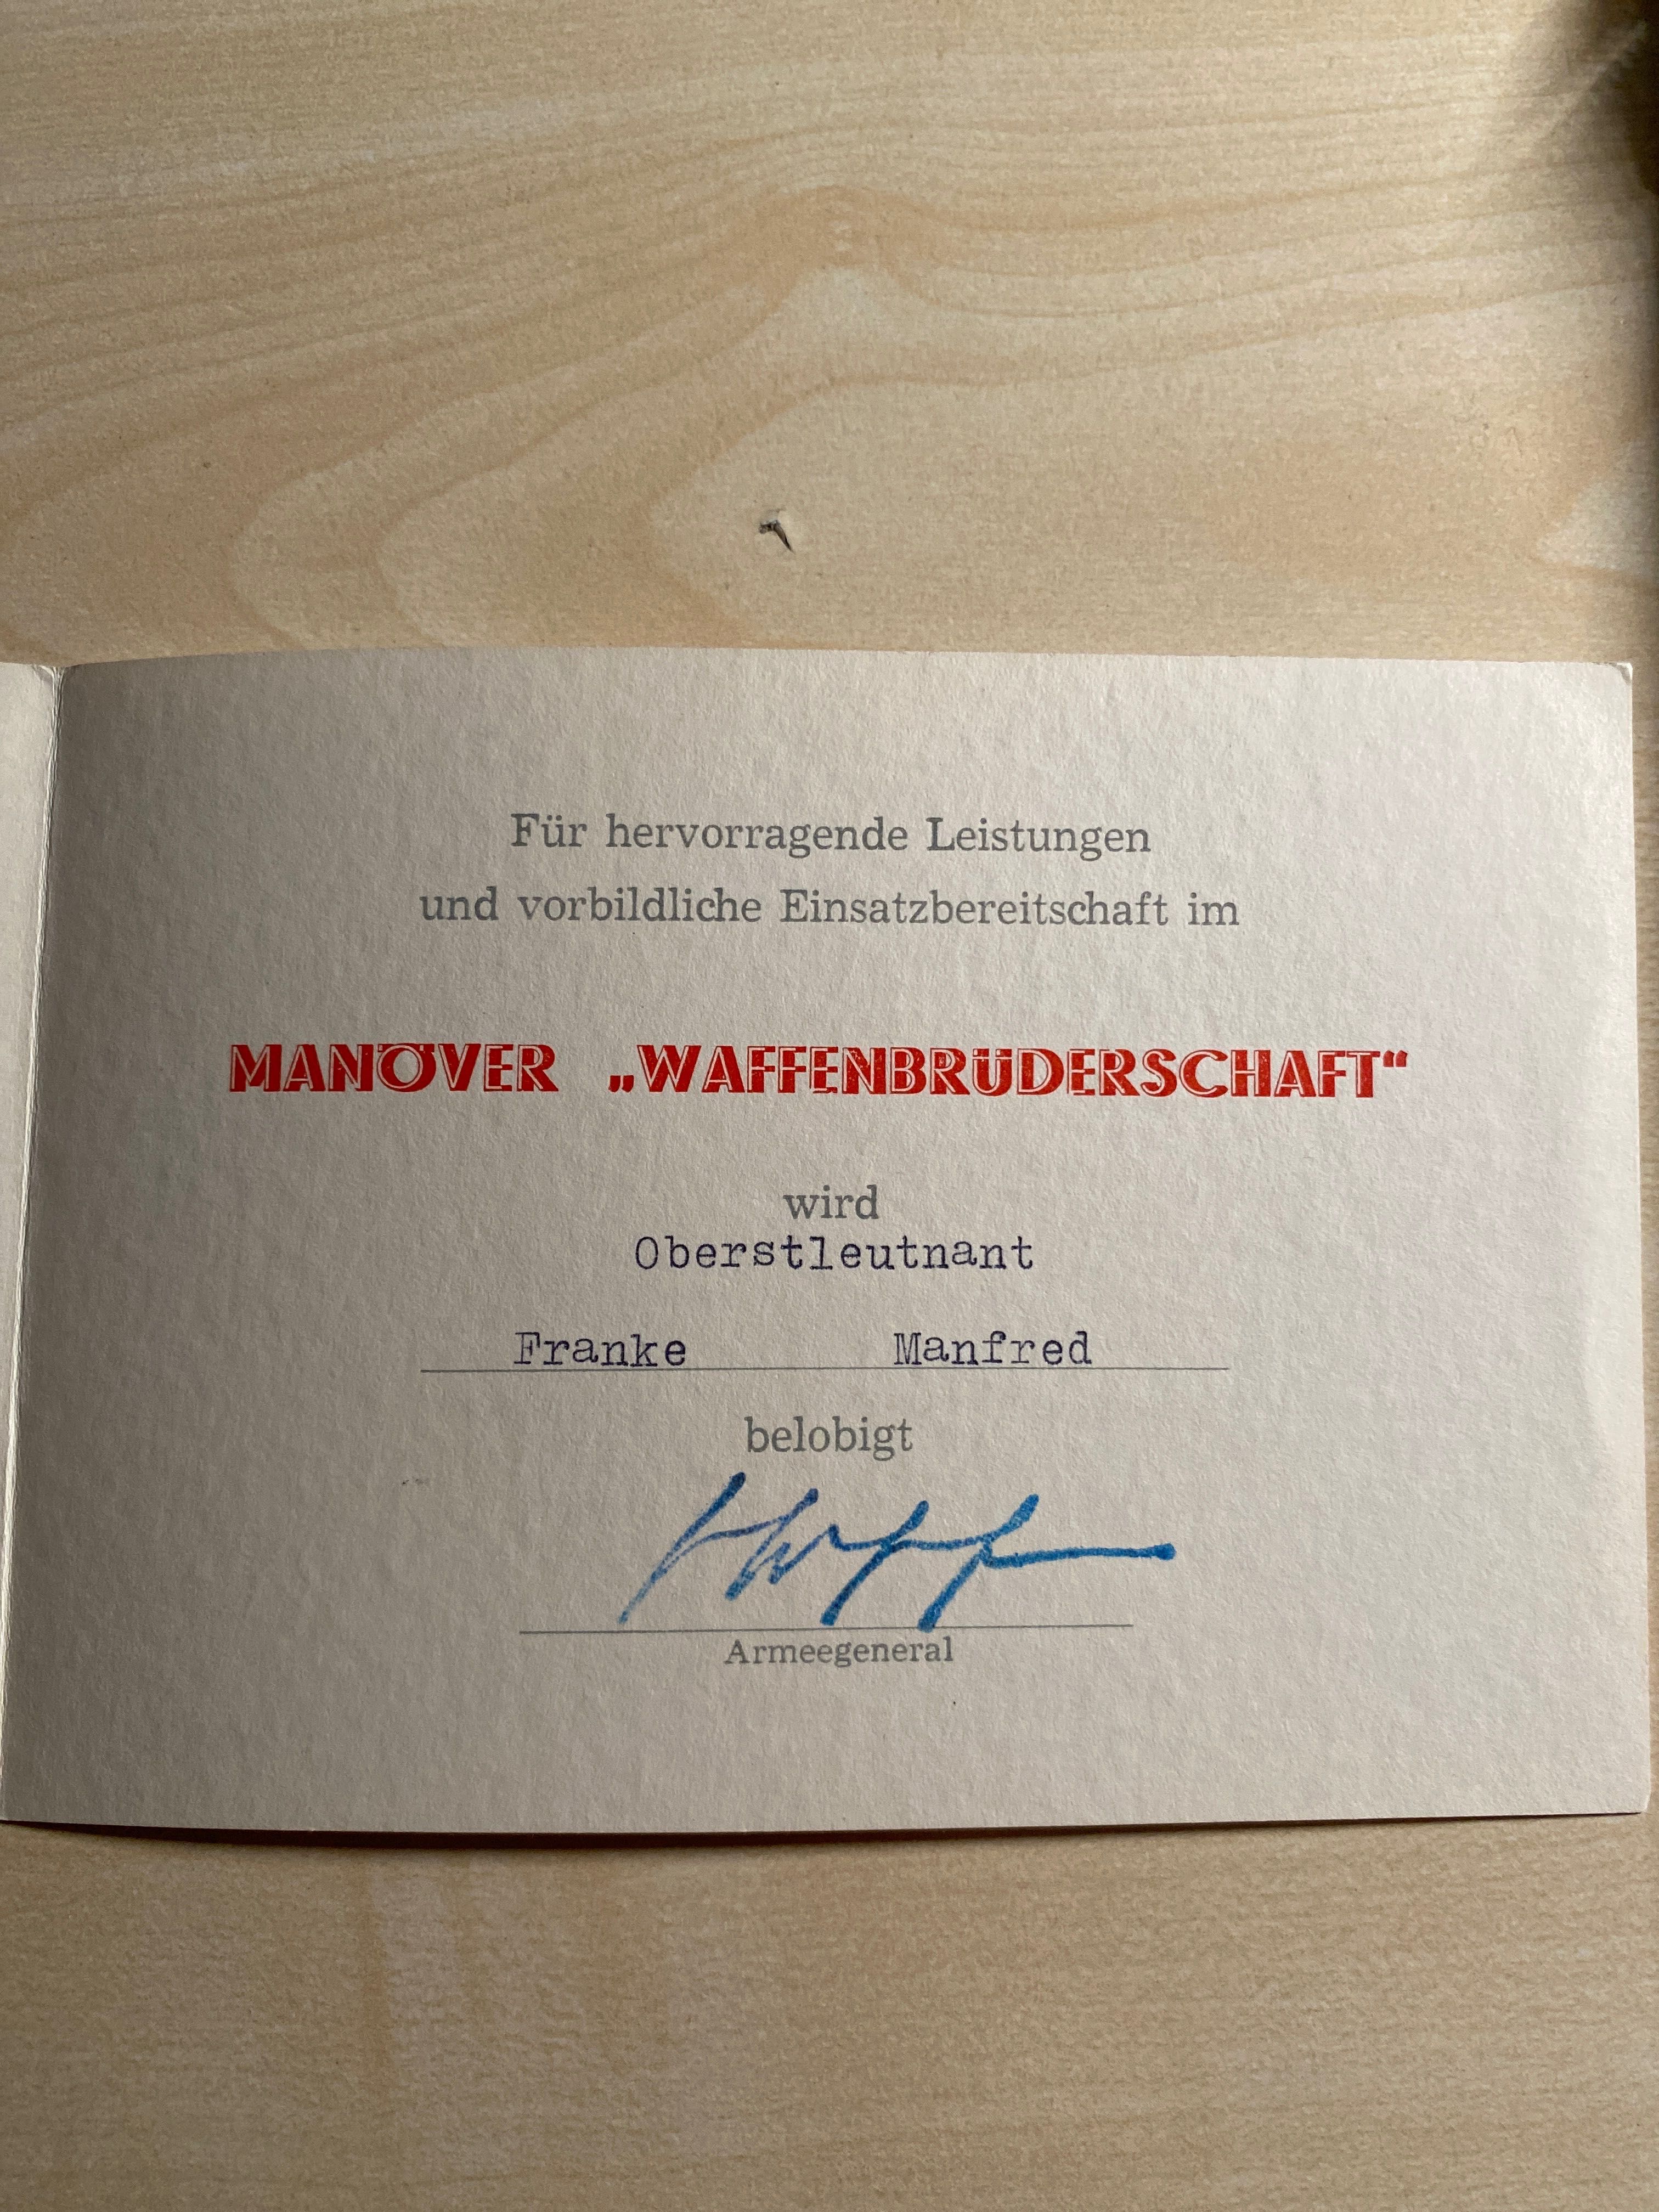 Für hervorragende Leistungen
und vorbildliche Einsatzbereitschaft im
MANÖVER „WAFFENBRÜDERSCHAFT“
wird
Oberstleutnant
Franke Manfred
belobigt
Armeegeneral